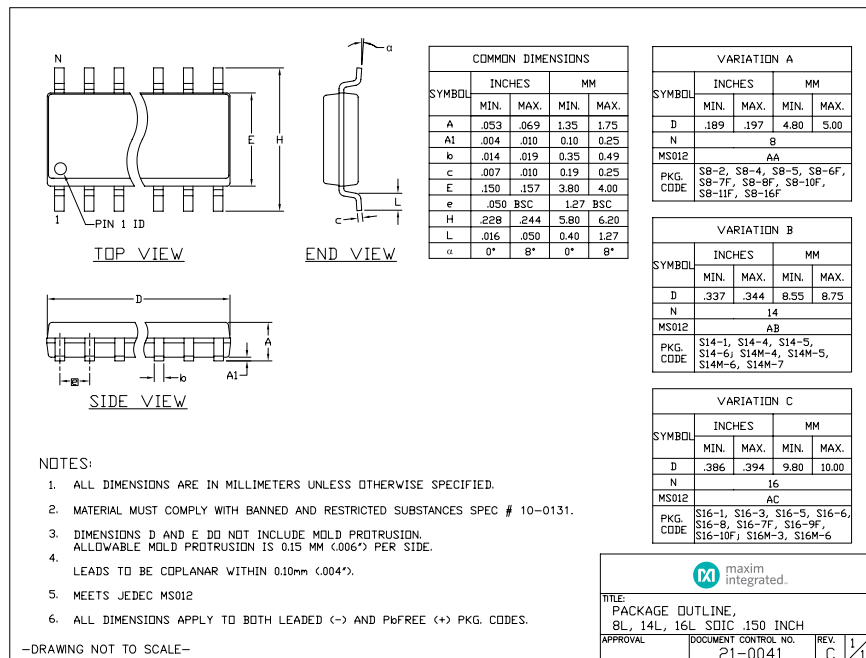 N
α
E
H
1
PIN 1 ID
c
L
TOP VIEW
END VIEW
D
A
A1
e
b
SIDE VIEW
COMMON DIMENSIONS
SYMBOL INCHES MM
MIN. MAX. MIN. MAX.
A .053 .069 1.35 1.75
A1 .004 .010 0.10 0.25
b .014 .019 0.35 0.49
c .007 .010 0.19 0.25
E .150 .157 3.80 4.00
e .050 BSC 1.27 BSC
H .228 .244 5.80 6.20
L .016 .050 0.40 1.27
α 0° 8° 0° 8°
VARIATION A
SYMBOL INCHES MM
MIN. MAX. MIN. MAX.
D .189 .197 4.80 5.00
N 8
MS012 AA
PKG. CODE S8-2, S8-4, S8-5, S8-6F,
S8-7F, S8-8F, S8-10F,
S8-11F, S8-16F
VARIATION B
SYMBOL INCHES MM
MIN. MAX. MIN. MAX.
D .337 .344 8.55 8.75
N 14
MS012 AB
PKG. CODE S14-1, S14-4, S14-5,
S14-6; S14M-4, S14M-5,
S14M-6, S14M-7
VARIATION C
SYMBOL INCHES MM
MIN. MAX. MIN. MAX.
D .386 .394 9.80 10.00
N 16
MS012 AC
PKG. CODE S16-1, S16-3, S16-5, S16-6,
S16-8, S16-7F, S16-9F,
S16-10F; S16M-3, S16M-6
NOTES:
1. ALL DIMENSIONS ARE IN MILLIMETERS UNLESS OTHERWISE SPECIFIED.
2. MATERIAL MUST COMPLY WITH BANNED AND RESTRICTED SUBSTANCES SPEC # 10-0131.
3. DIMENSIONS D AND E DO NOT INCLUDE MOLD PROTRUSION.
ALLOWABLE MOLD PROTRUSION IS 0.15 MM (.006") PER SIDE.
4.
LEADS TO BE COPLANAR WITHIN 0.10mm (.004").
5. MEETS JEDEC MS012
6. ALL DIMENSIONS APPLY TO BOTH LEADED (-) AND PbFREE (+) PKG. CODES.
-DRAWING NOT TO SCALE-
maxim
integrated™
TITLE:
PACKAGE OUTLINE,
8L, 14L, 16L SOIC .150 INCH
APPROVAL DOCUMENT CONTROL NO. REV.
21-0041 C 1/1